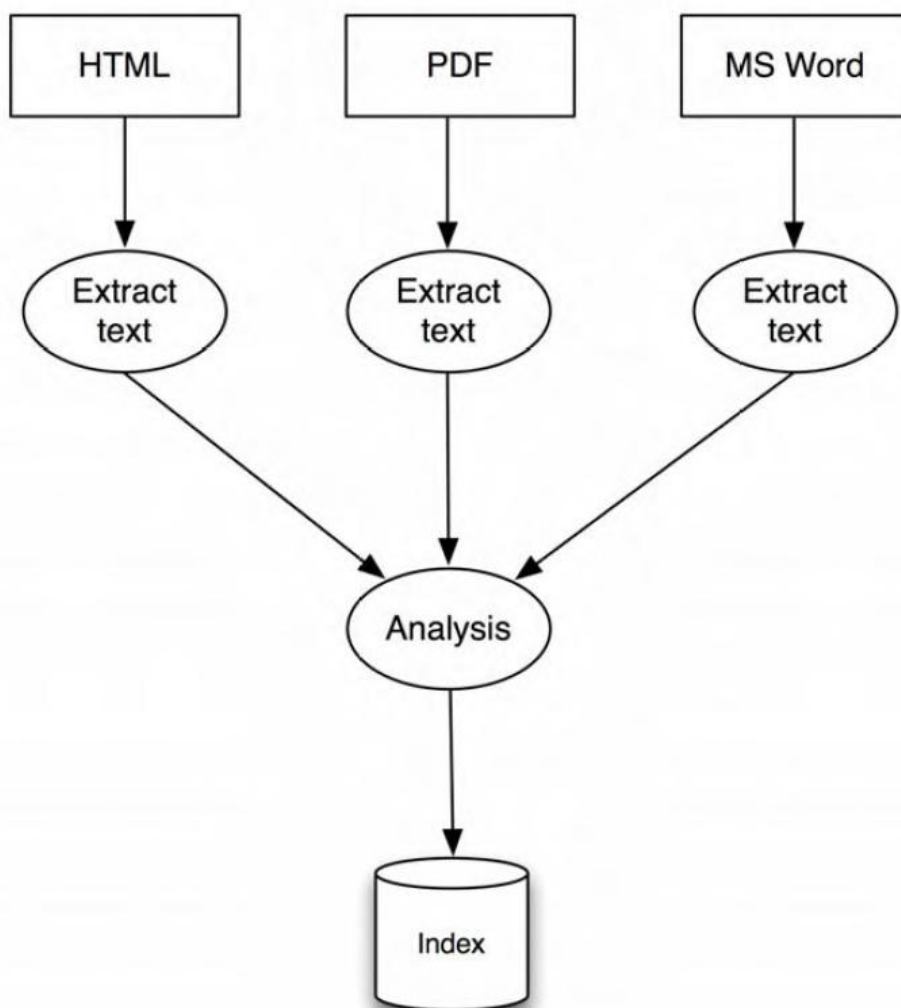 HTML
PDF
MS Word
Extract
text
Extract
text
Extract
text
Analysis
Index